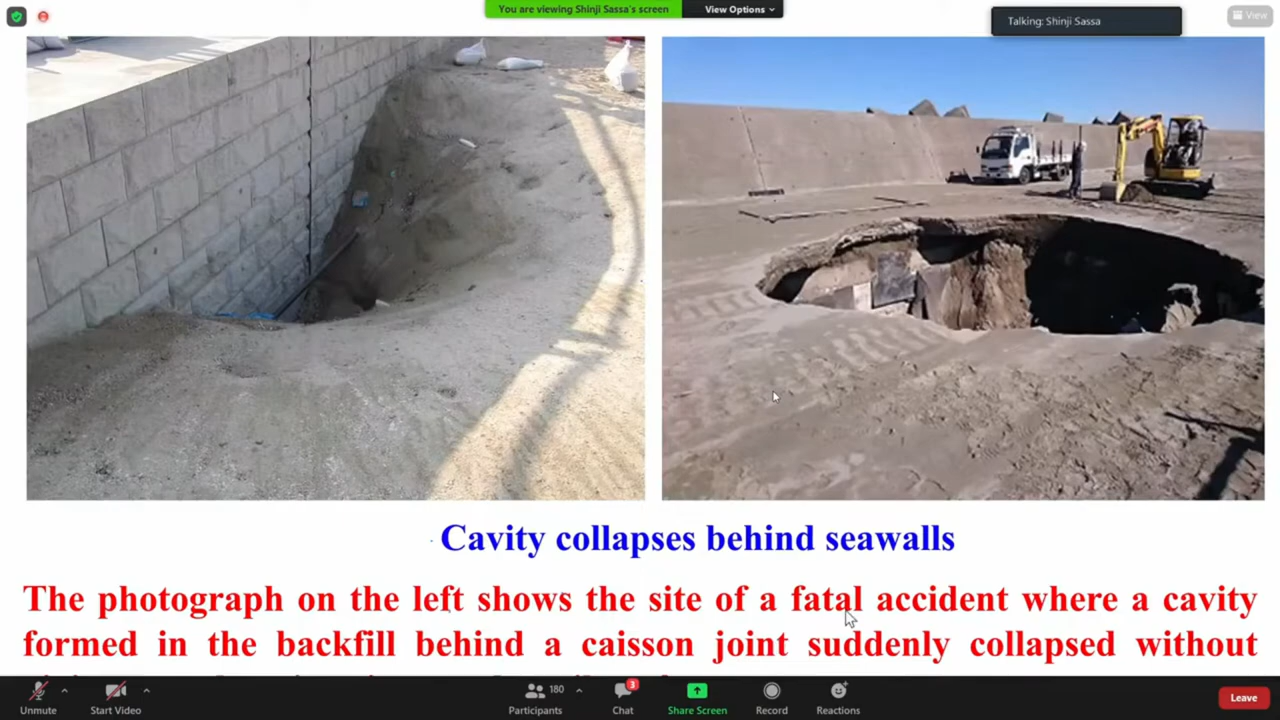 You are viewing Shinji Sassa's screen
View Options
Talking: Shinji Sassa
View
Cavity collapses behind seawalls
The photograph on the left shows the site of a fatal accident where a cavity
formed in the backfill behind a caisson joint suddenly collapsed without
Unmute
Start Video
180
Participants
3
Chat
Share Screen
Record
Reactions
Leave